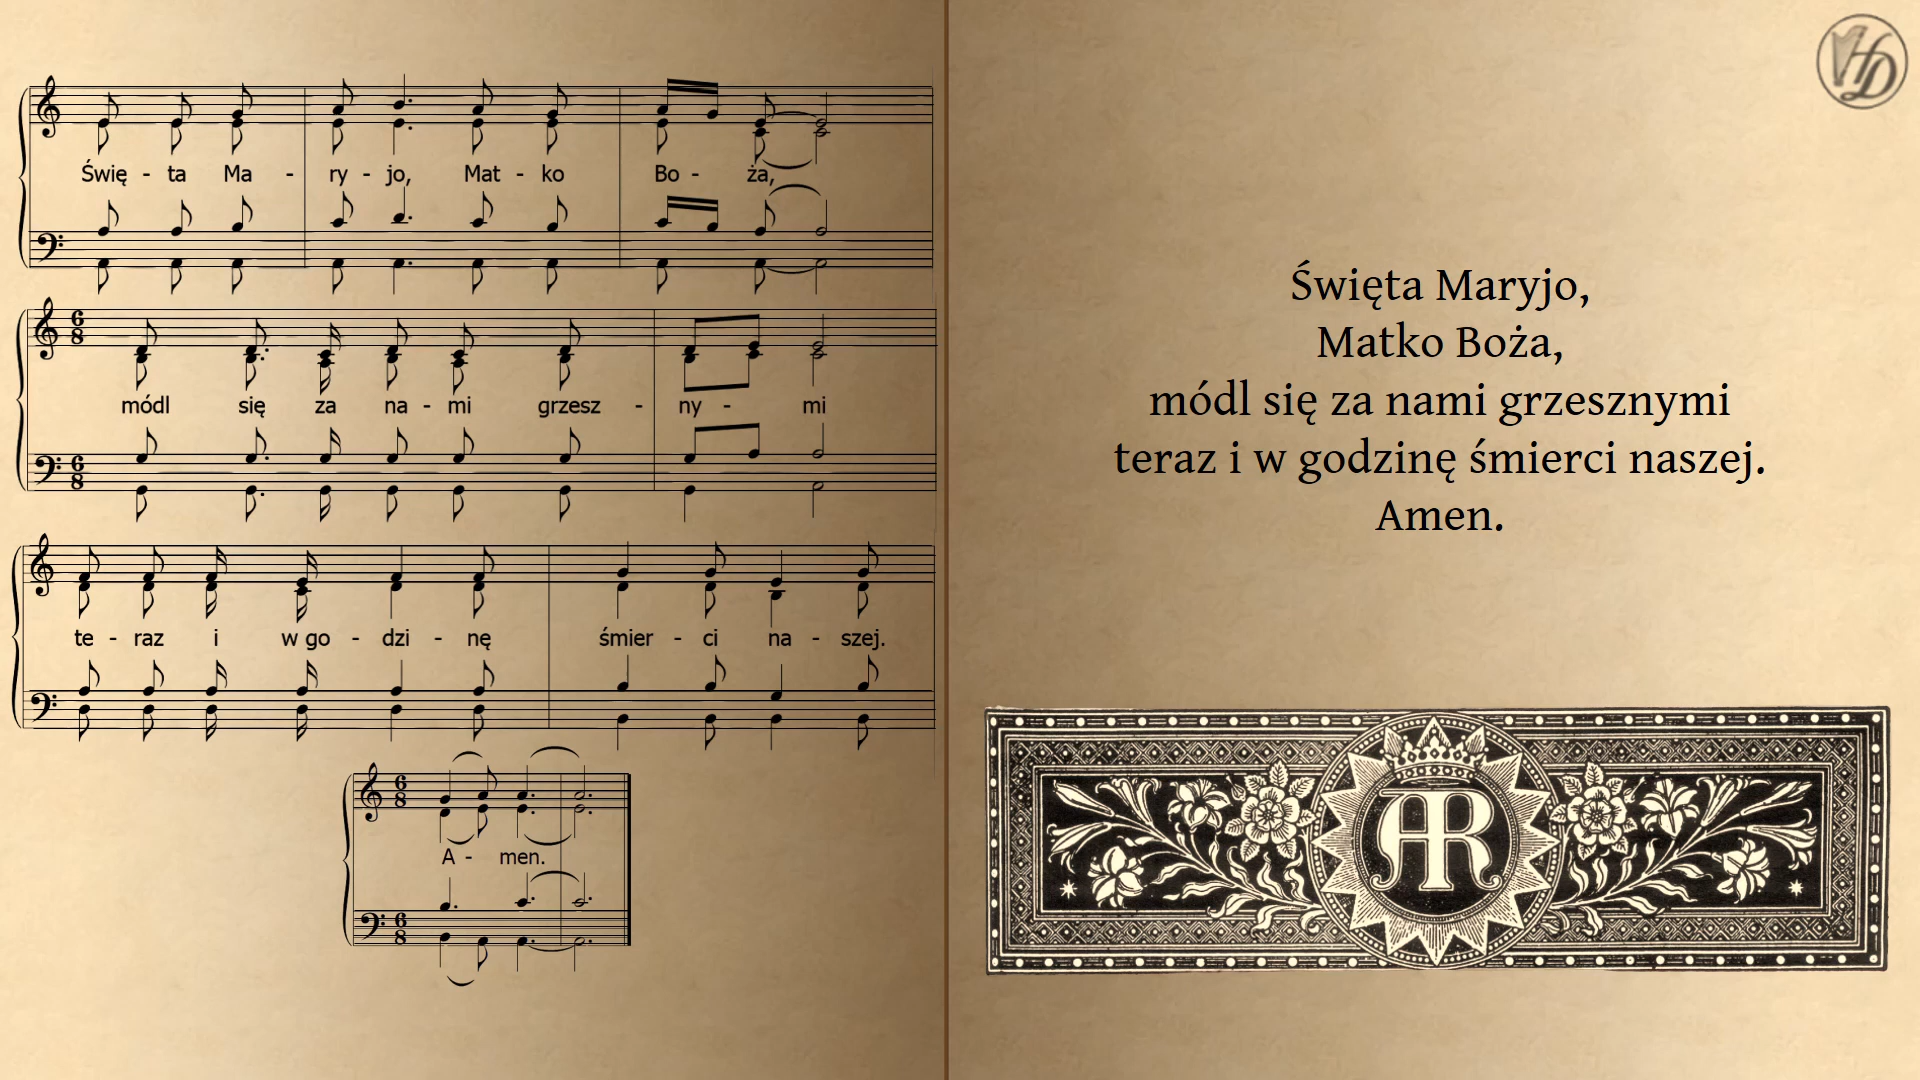 Świę - ta Ma - ry - jo, Mat - ko Bo - ża,
módl się za na - mi grzesz - ny - mi
te - raz i w go - dzi - nę śmier - ci na - szej.
A - men.
HD
Święta Maryjo,
Matko Boża,
módl się za nami grzesznymi
teraz i w godzinę śmierci naszej.
Amen.